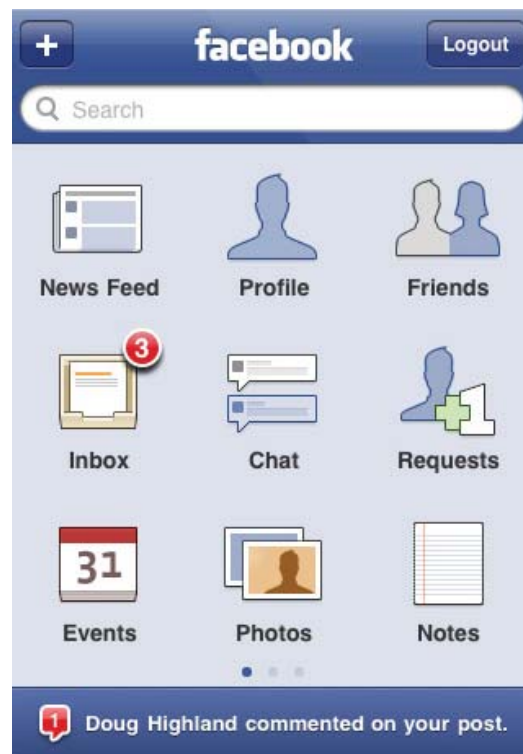 + facebook Logout
Search
News Feed Profile Friends
3
Inbox Chat Requests
31
Events Photos Notes
1 Doug Highland commented on your post.